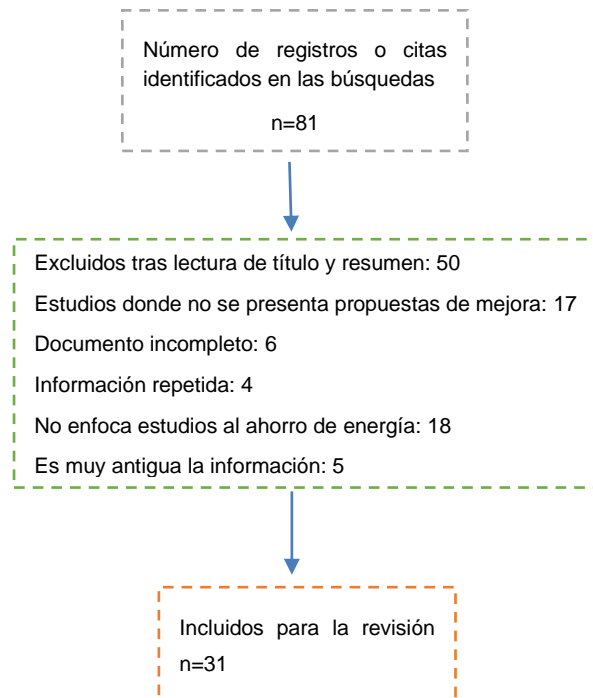 Número de registros o citas
identificados en las búsquedas
n=81
Excluidos tras lectura de título y resumen: 50
Estudios donde no se presenta propuestas de mejora: 17
Documento incompleto: 6
Información repetida: 4
No enfoca estudios al ahorro de energía: 18
Es muy antigua la información: 5
Incluidos para la revisión
n=31